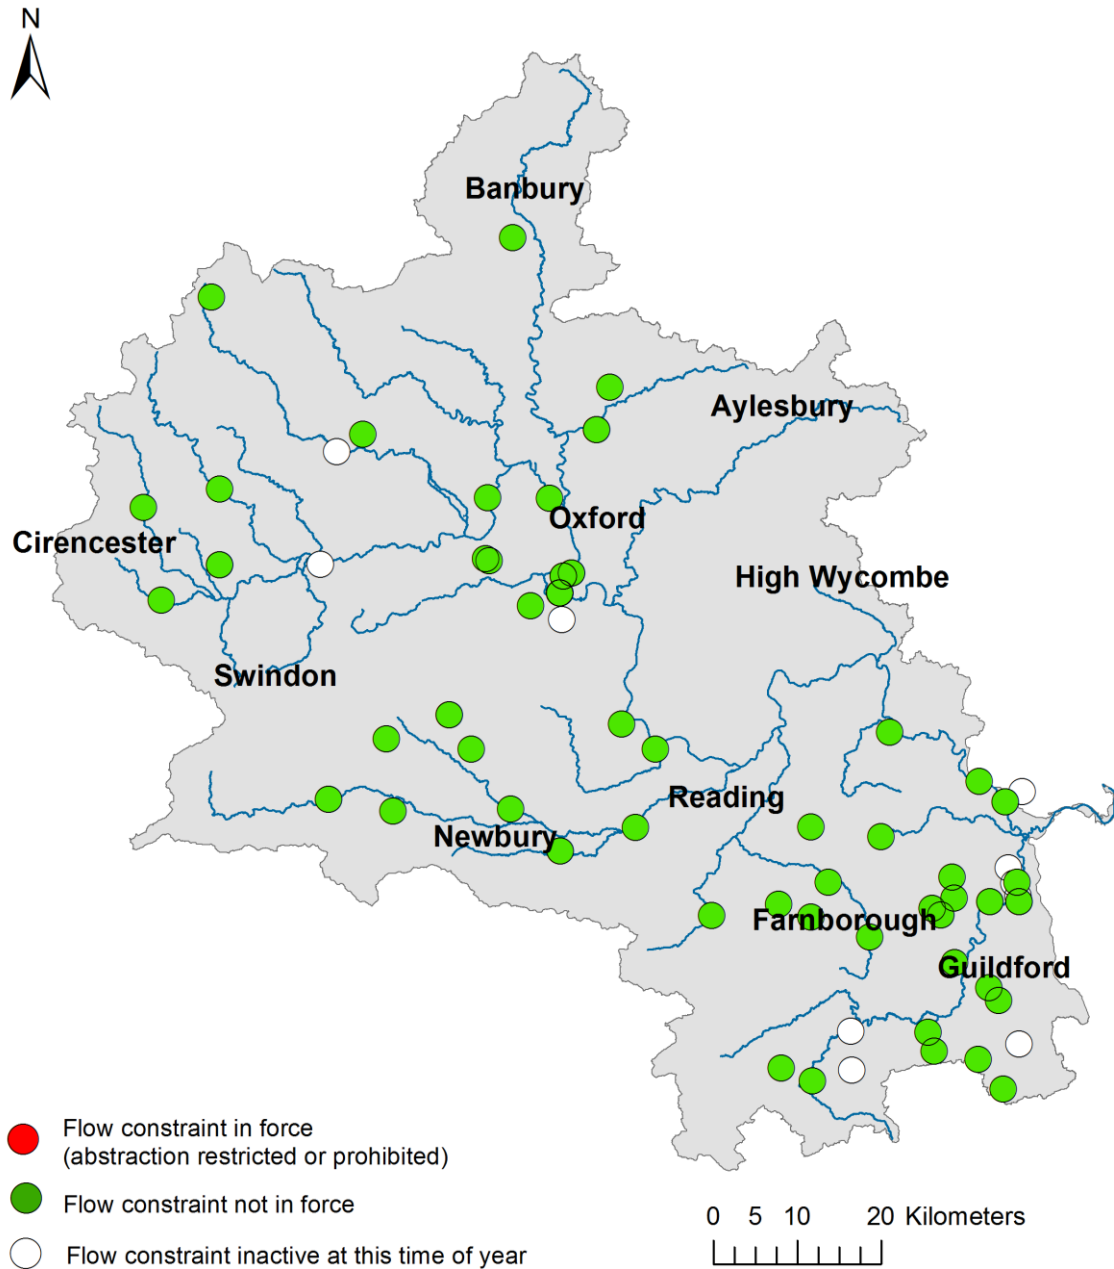 N
Banbury
Aylesbury
Oxford
Cirencester
High Wycombe
Swindon
Reading
Newbury
Farnborough
Guildford
Flow constraint in force
(abstraction restricted or prohibited)
Flow constraint not in force
Flow constraint inactive at this time of year
0 5 10 20 Kilometers